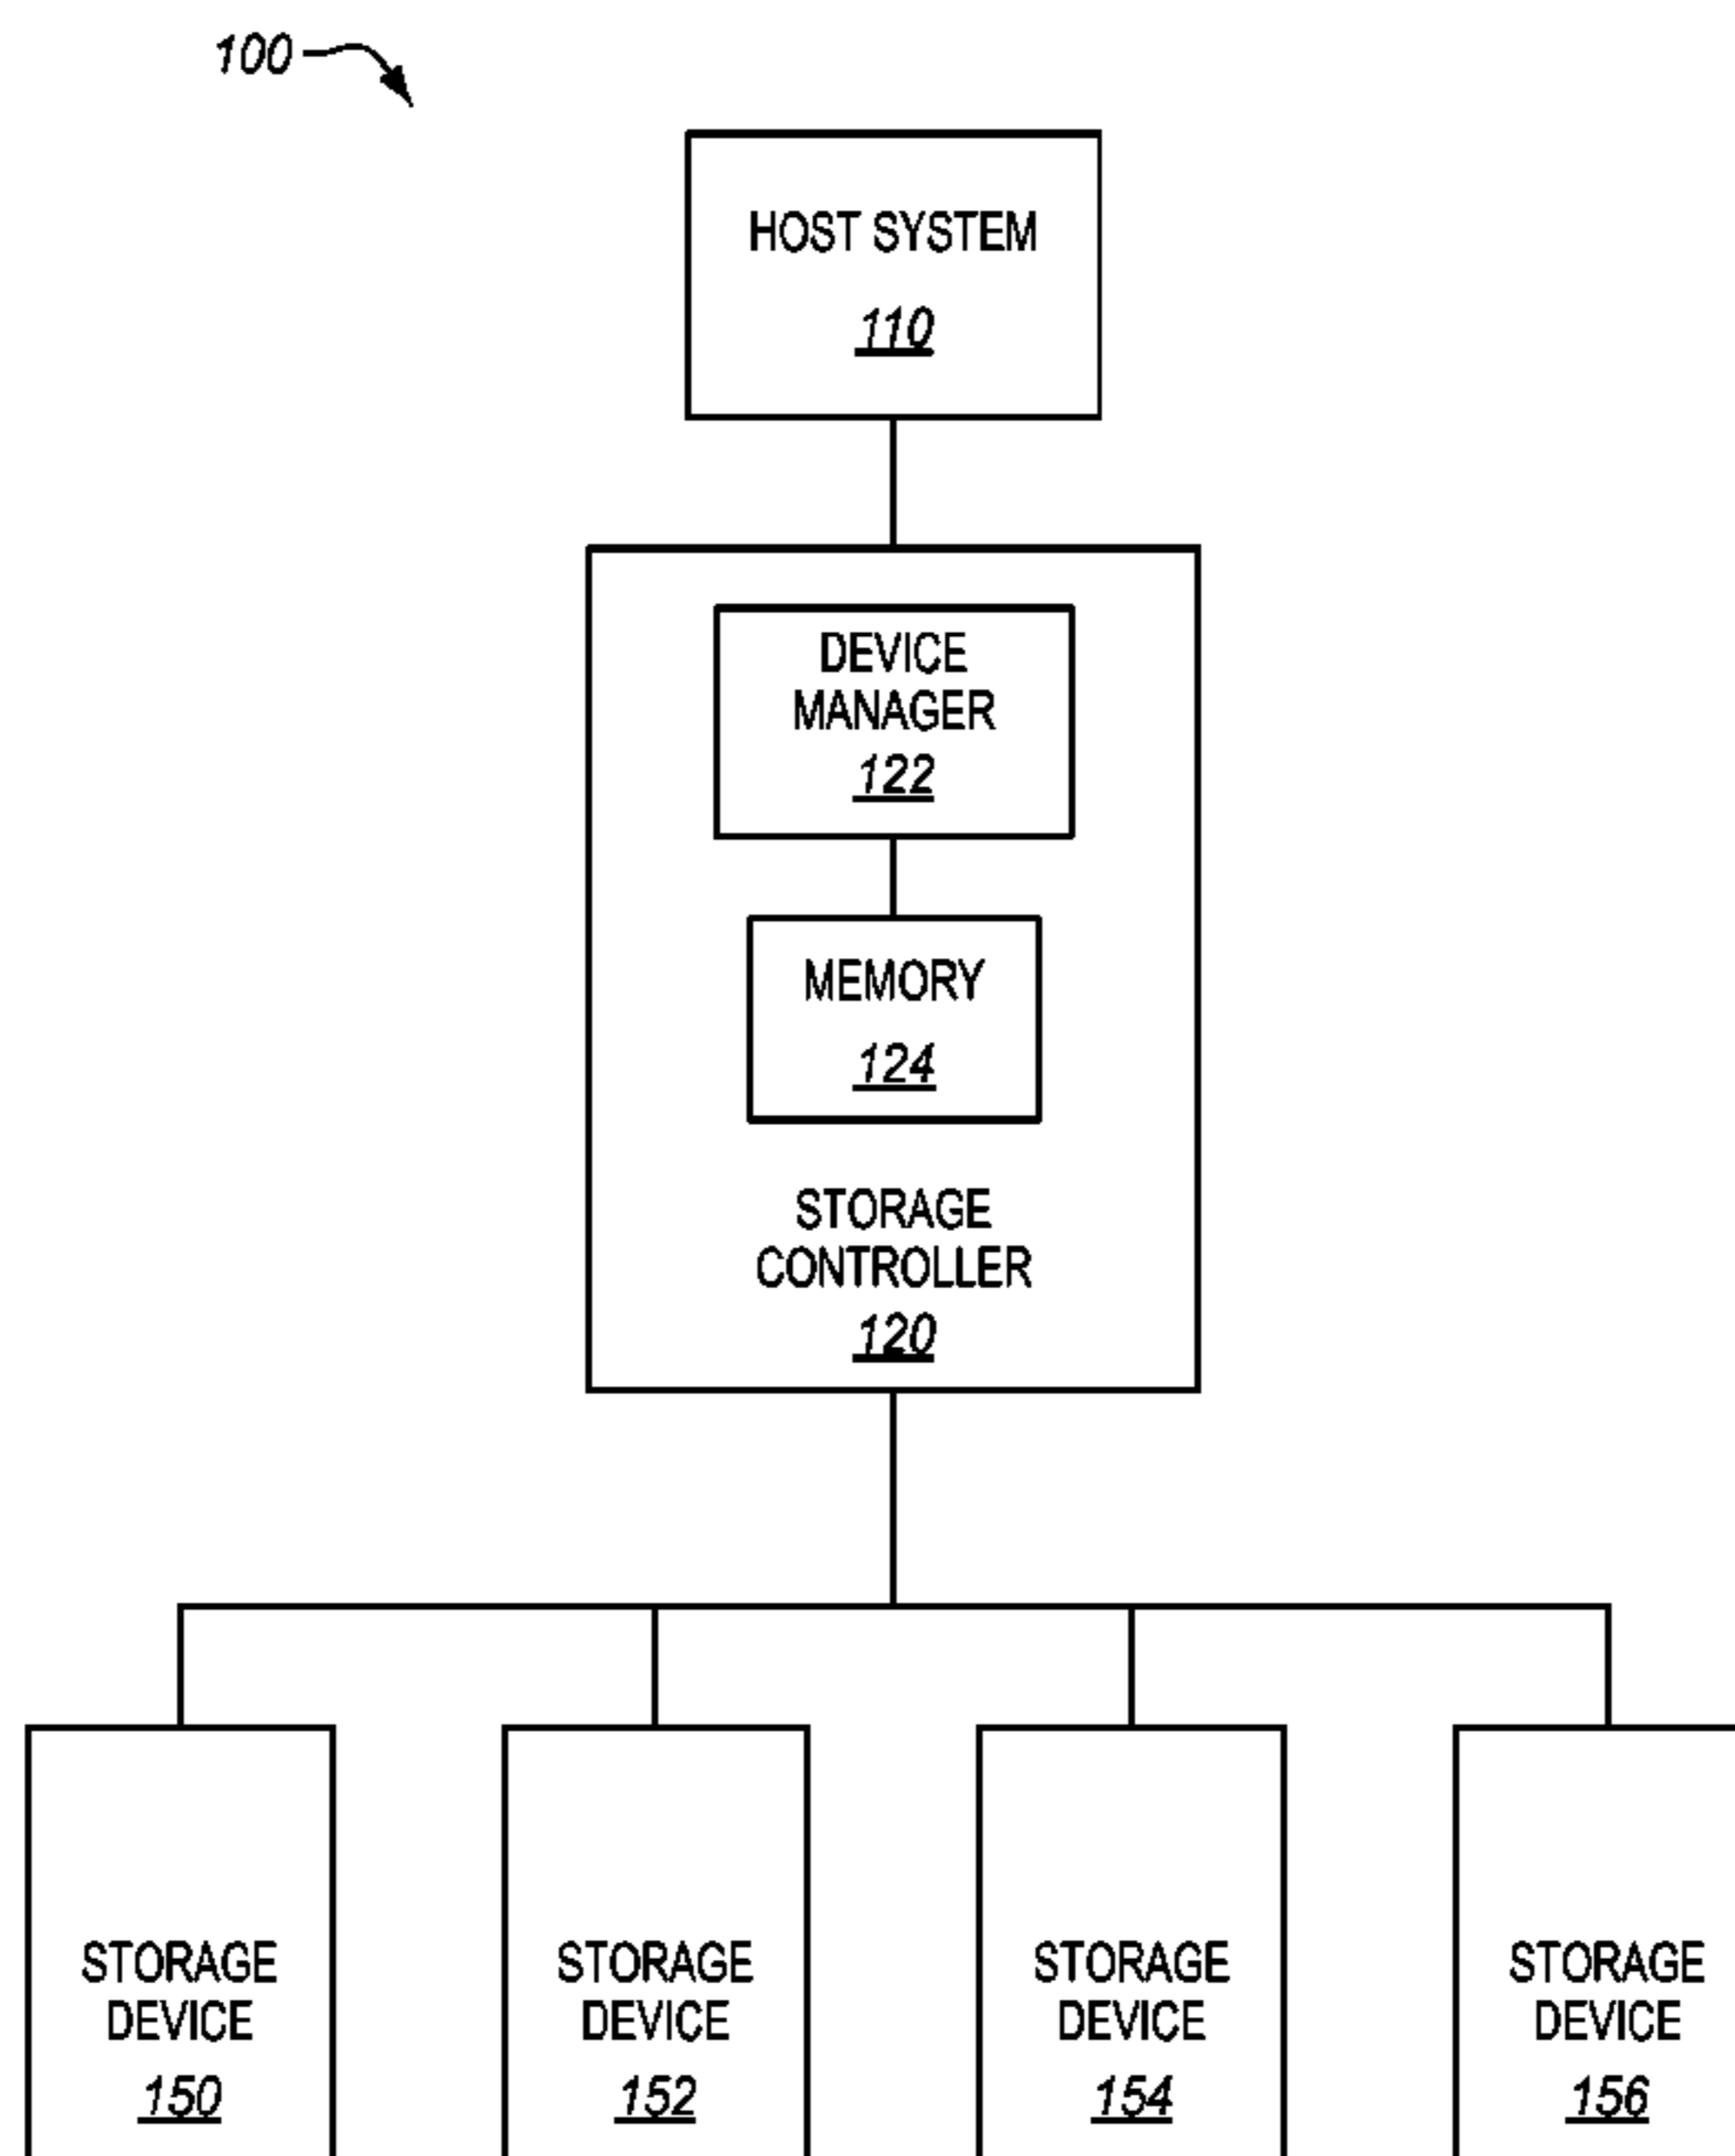 100
HOST SYSTEM
110
DEVICE
MANAGER
122
MEMORY
124
STORAGE
CONTROLLER
120
STORAGE
DEVICE
150
STORAGE
DEVICE
152
STORAGE
DEVICE
154
STORAGE
DEVICE
156